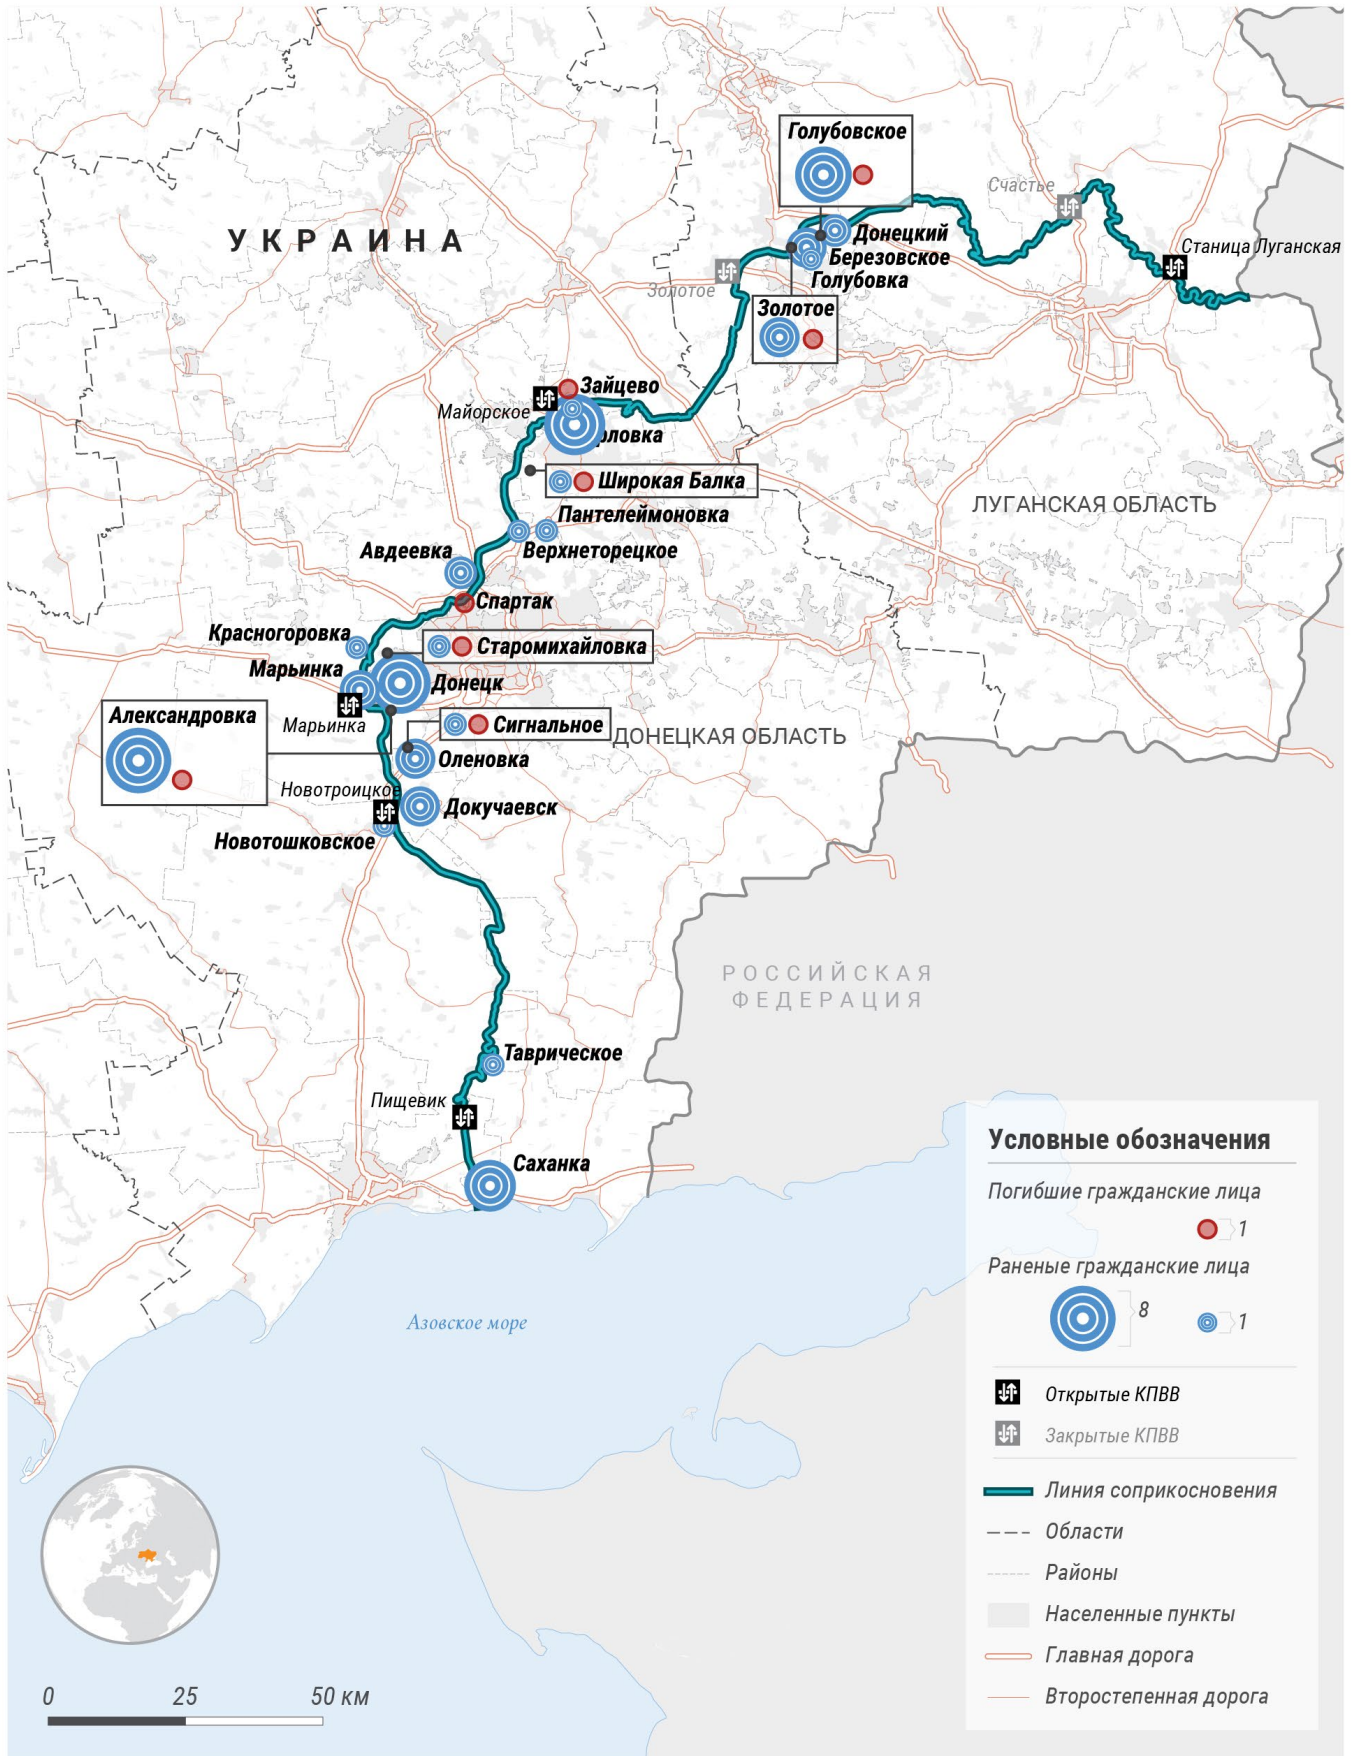 Голубовское
Счастье
УКРАИНА
Донецкий
Станица Луганская
Березовское
Голубовка
Золотое
Золотое
Зайцево
Майорское
рловка
Широкая Балка
ЛУГАНСКАЯ ОБЛАСТЬ
Пантелеймоновка
Авдеевка
Верхнеторецкое
Спартак
Красногоровка
Старомихайловка
Марьинка
Донецк
Александровка
Марьинка
Сигнальное
ДОНЕЦКАЯ ОБЛАСТЬ
Оленовка
Новотроицкое
Докучаевск
Новотошковское
РОССИЙСКАЯ
ФЕДЕРАЦИЯ
Таврическое
Пищевик
Саханка
Азовское море
Условные обозначения
Погибшие гражданские лица
1
Раненые гражданские лица
8
1
Открытые КПВВ
Закрытые КПВВ
Линия соприкосновения
Области
Районы
Населенные пункты
Главная дорога
Второстепенная дорога
0 25 50 км